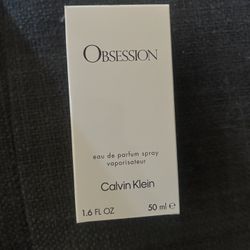 OBSESSION
eau de parfum spray
vaporisateur
Calvin Klein
1.6 FL OZ 50 ml ℮